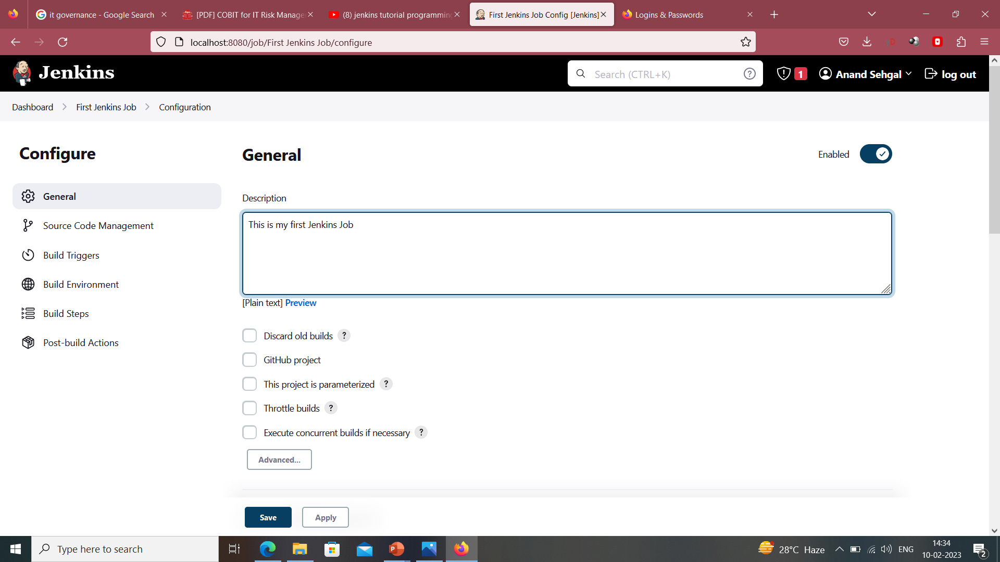 it governance - Google Search
[PDF] COBIT for IT Risk Manage
(8) jenkins tutorial programming
First Jenkins Job Config [Jenkins]
Logins & Passwords
localhost:8080/job/First Jenkins Job/configure
Jenkins
Search (CTRL+K)
?
1
Anand Sehgal
log out
Dashboard
First Jenkins Job
Configuration
Configure
General
Source Code Management
Build Triggers
Build Environment
Build Steps
Post-build Actions
General
Enabled
Description
This is my first Jenkins Job
[Plain text] Preview
Discard old builds ?
GitHub project
This project is parameterized ?
Throttle builds ?
Execute concurrent builds if necessary ?
Advanced...
Save
Apply
Type here to search
28°C Haze
ENG
14:34
10-02-2023
2